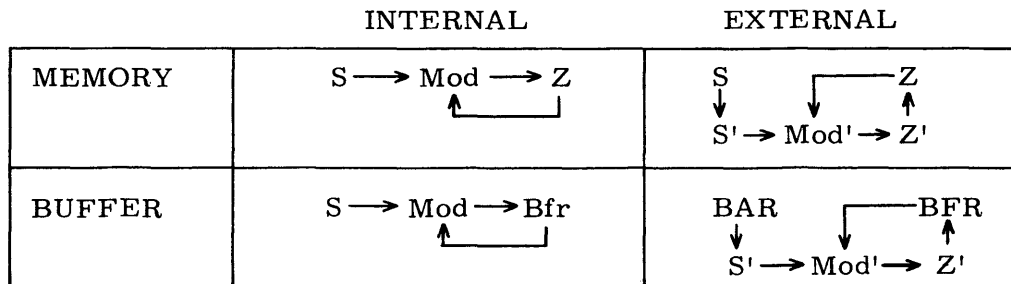 INTERNAL EXTERNAL
MEMORY S Mod Z S Z
S' Mod' Z'
BUFFER S Mod Bfr BAR BFR
S' Mod' Z'